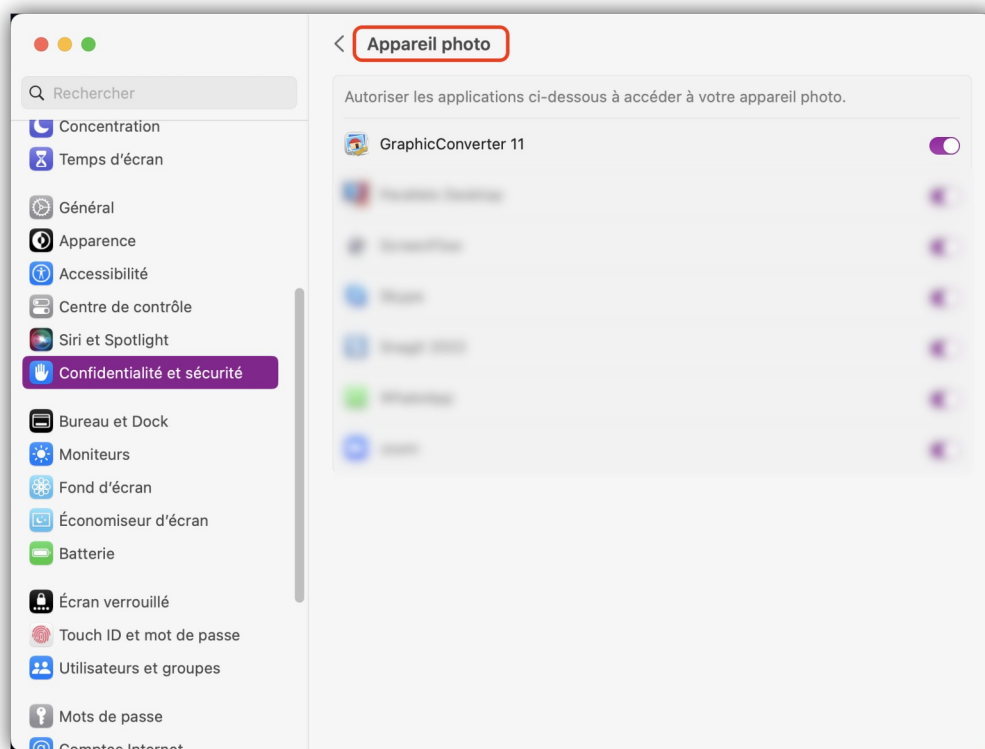 Appareil photo
Rechercher
Autoriser les applications ci-dessous à accéder à votre appareil photo.
Concentration
Temps d'écran
Général
Apparence
Accessibilité
Centre de contrôle
Siri et Spotlight
Confidentialité et sécurité
Bureau et Dock
Moniteurs
Fond d'écran
Économiseur d'écran
Batterie
Écran verrouillé
Touch ID et mot de passe
Utilisateurs et groupes
Mots de passe
Comptes Internet
GraphicConverter 11